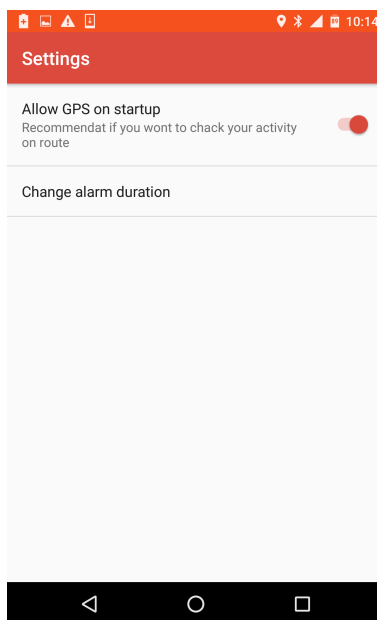 10:14
Settings
Allow GPS on startup
Recommendat if you wont to chack your activity
on route
Change alarm duration